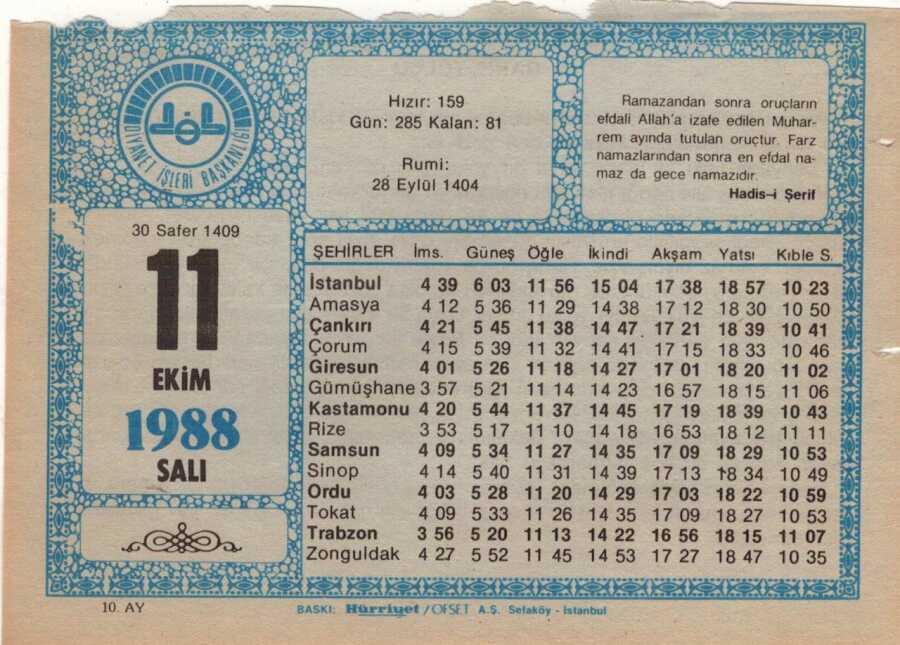 DİYANET İŞLERİ BAŞKANLIĞI
Hızır: 159
Gün: 285 Kalan: 81
Rumi:
28 Eylül 1404
Ramazandan sonra oruçların
efdali Allah'a izafe edilen Muhar-
rem ayında tutulan oruçtur. Farz
namazlarından sonra en efdal na-
maz da gece namazıdır.
Hadis-i Şerif
30 Safer 1409
11
EKİM
1988
SALI
ŞEHİRLER İms. Güneş Öğle İkindi Akşam Yatsı Kıble S.
İstanbul 4 39 6 03 11 56 15 04 17 38 18 57 10 23
Amasya 4 12 5 36 11 29 14 38 17 12 18 30 10 50
Çankırı 4 21 5 45 11 38 14 47 17 21 18 39 10 41
Çorum 4 15 5 39 11 32 14 41 17 15 18 33 10 46
Giresun 4 01 5 26 11 18 14 27 17 01 18 20 11 02
Gümüşhane 3 57 5 21 11 14 14 23 16 57 18 15 11 06
Kastamonu 4 20 5 44 11 37 14 45 17 19 18 39 10 43
Rize 3 53 5 17 11 10 14 18 16 53 18 12 11 11
Samsun 4 09 5 34 11 27 14 35 17 09 18 29 10 53
Sinop 4 14 5 40 11 31 14 39 17 13 18 34 10 49
Ordu 4 03 5 28 11 20 14 29 17 03 18 22 10 59
Tokat 4 09 5 33 11 26 14 35 17 09 18 27 10 53
Trabzon 3 56 5 20 11 13 14 22 16 56 18 15 11 07
Zonguldak 4 27 5 52 11 45 14 53 17 27 18 47 10 35
10. AY
BASKI: Hürriyet / OFSET A.Ş. Sefaköy - İstanbul